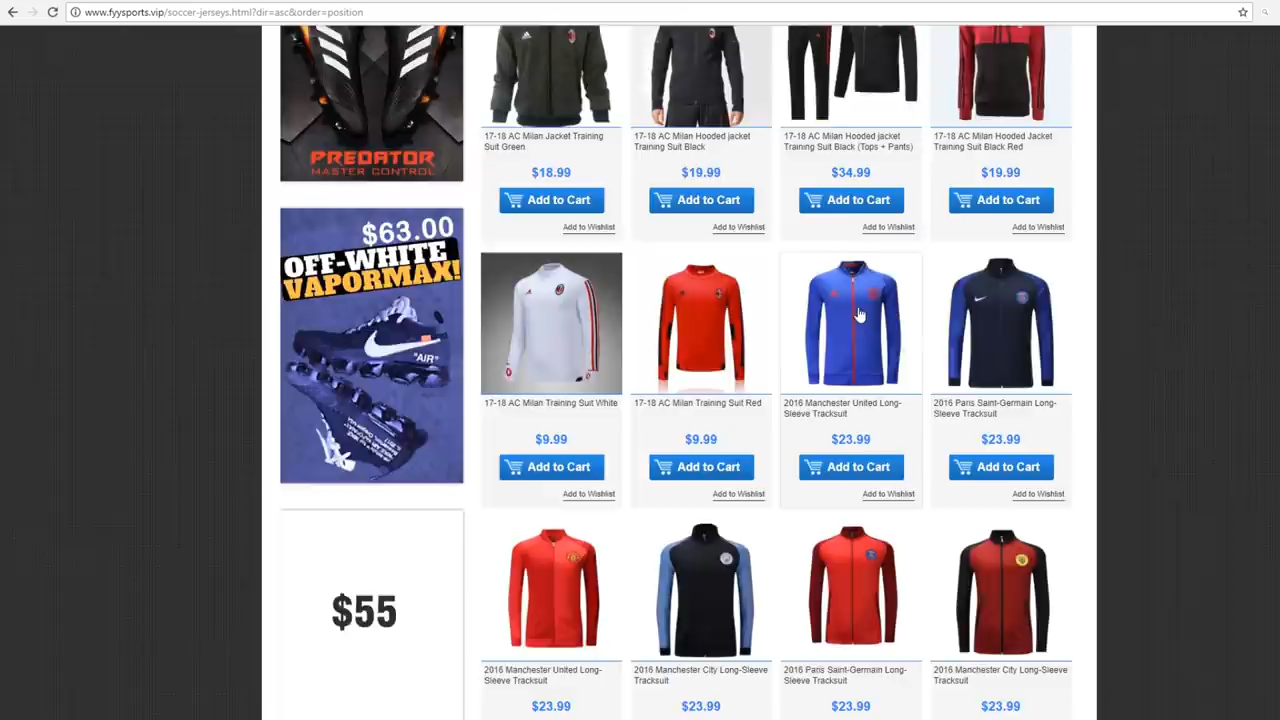 www.fyysports.vip/soccer-jerseys.html?dir=asc&order=position
PREDATOR
MASTER CONTROL
17-18 AC Milan Jacket Training
Suit Green
$18.99
Add to Cart
Add to Wishlist
17-18 AC Milan Hooded jacket
Training Suit Black
$19.99
Add to Cart
Add to Wishlist
17-18 AC Milan Hooded jacket
Training Suit Black (Tops + Pants)
$34.99
Add to Cart
Add to Wishlist
17-18 AC Milan Hooded Jacket
Training Suit Black Red
$19.99
Add to Cart
Add to Wishlist
$63.00
OFF-WHITE
VAPORMAX!
"AIR"
17-18 AC Milan Training Suit White
$9.99
Add to Cart
Add to Wishlist
17-18 AC Milan Training Suit Red
$9.99
Add to Cart
Add to Wishlist
2016 Manchester United Long-
Sleeve Tracksuit
$23.99
Add to Cart
Add to Wishlist
2016 Paris Saint-Germain Long-
Sleeve Tracksuit
$23.99
Add to Cart
Add to Wishlist
$55
2016 Manchester United Long-
Sleeve Tracksuit
$23.99
2016 Manchester City Long-Sleeve
Tracksuit
$23.99
2016 Paris Saint-Germain Long-
Sleeve Tracksuit
$23.99
2016 Manchester City Long-Sleeve
Tracksuit
$23.99